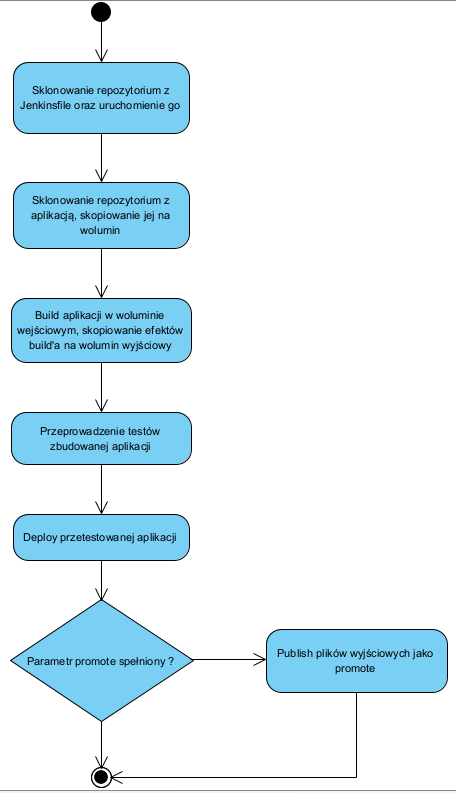 Sklonowanie repozytorium z
Jenkinsfile oraz uruchomienie go
Sklonowanie repozytorium z
aplikacją, skopiowanie jej na
wolumin
Build aplikacji w woluminie
wejściowym, skopiowanie efektów
build'a na wolumin wyjściowy
Przeprowadzenie testów
zbudowanej aplikacji
Deploy przetestowanej aplikacji
Parametr promote spełniony ?
Publish plików wyjściowych jako
promote